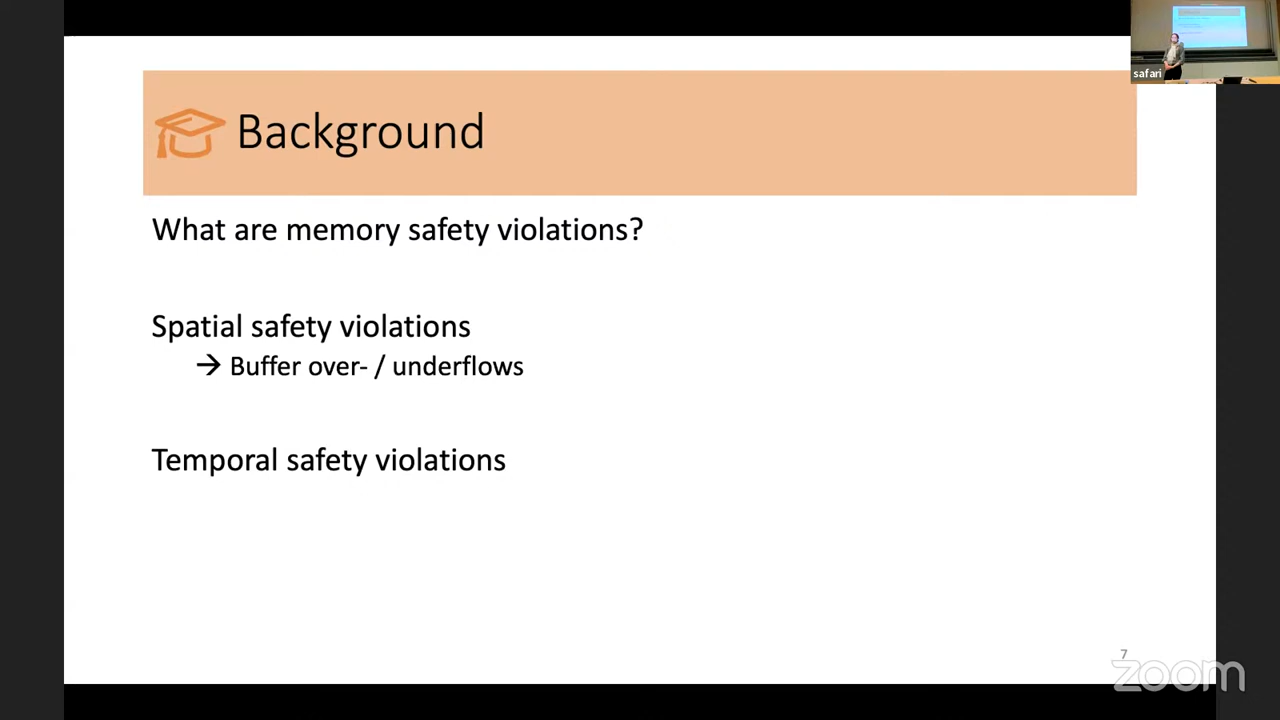 Background
What are memory safety violations?
Spatial safety violations
→ Buffer over- / underflows
Temporal safety violations
7
zoom
safari